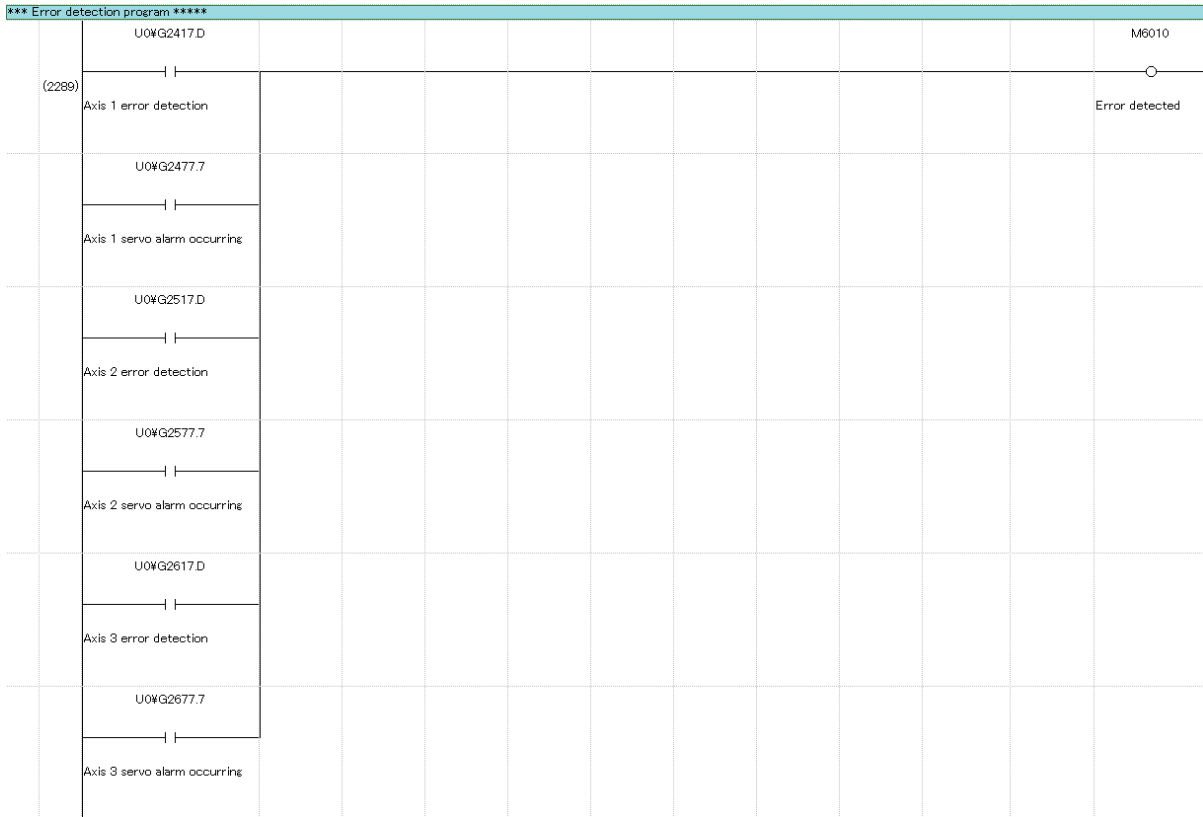 *** Error detection program *****
U0¥G2417.D M6010
(2289)
Axis 1 error detection Error detected
U0¥G2477.7
Axis 1 servo alarm occurring
U0¥G2517.D
Axis 2 error detection
U0¥G2577.7
Axis 2 servo alarm occurring
U0¥G2617.D
Axis 3 error detection
U0¥G2677.7
Axis 3 servo alarm occurring